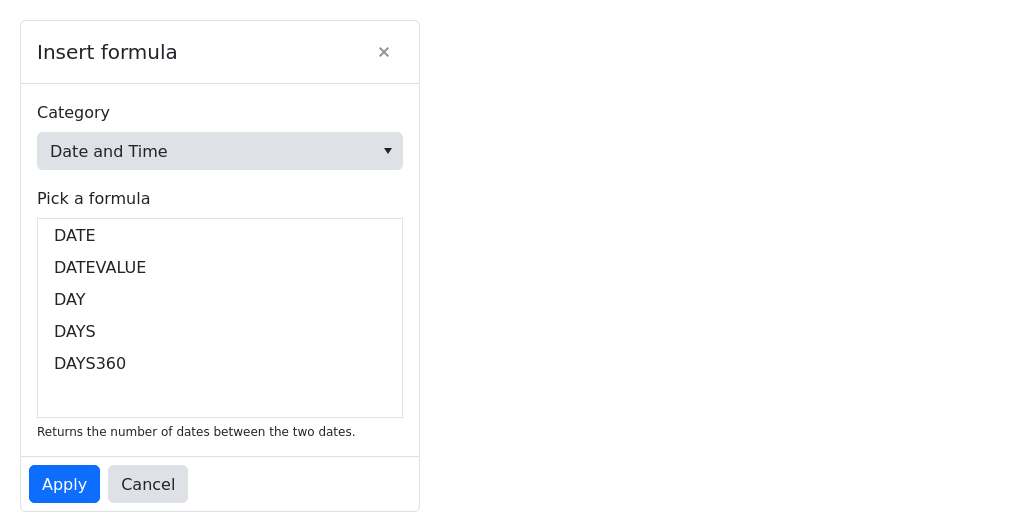 Insert formula
×
Category
Date and Time
Pick a formula
DATE
DATEVALUE
DAY
DAYS
DAYS360
Returns the number of dates between the two dates.
Apply Cancel